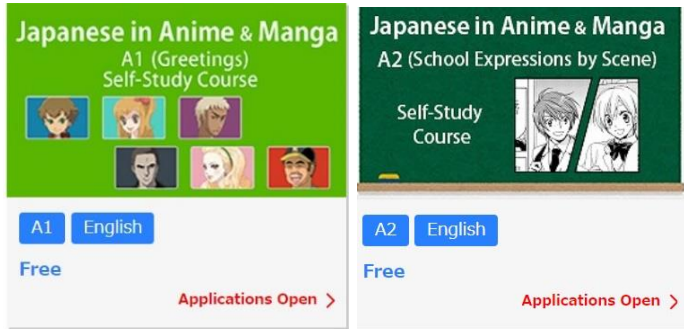 Japanese in Anime & Manga
A1 (Greetings)
Self-Study Course
A1 English
Free
Applications Open >
Japanese in Anime & Manga
A2 (School Expressions by Scene)
Self-Study
Course
A2 English
Free
Applications Open >